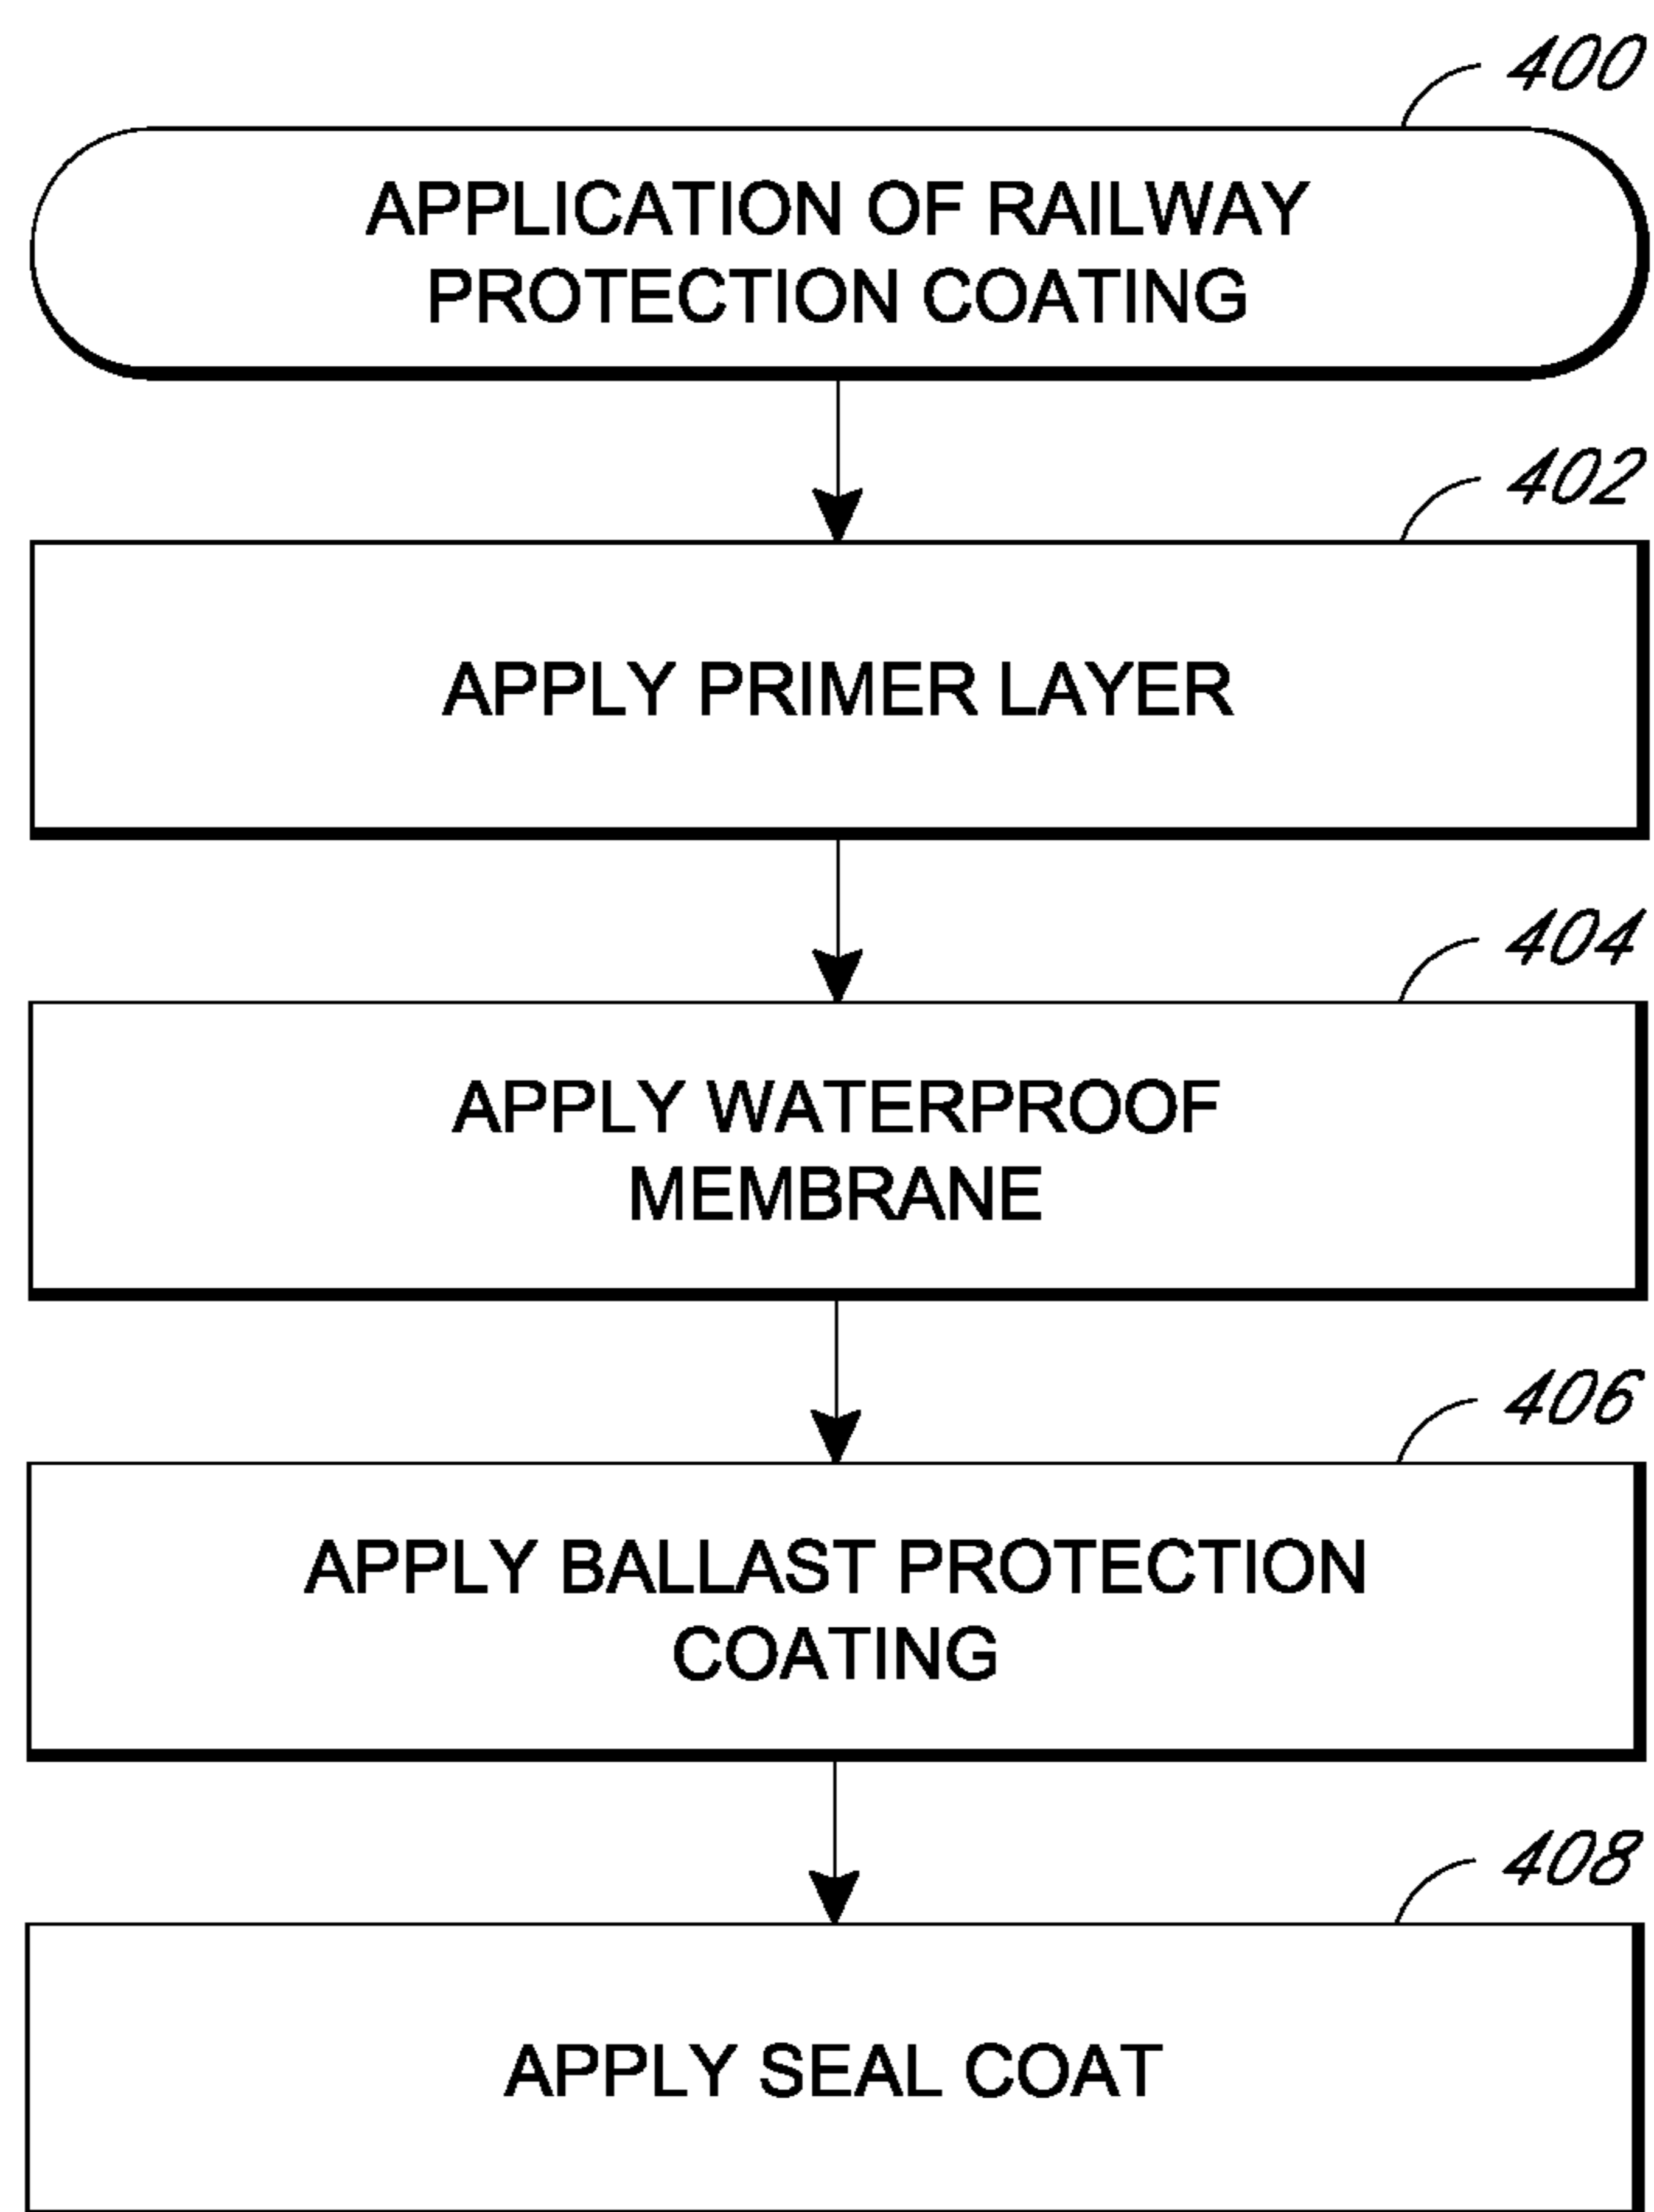 400
APPLICATION OF RAILWAY
PROTECTION COATING
402
APPLY PRIMER LAYER
404
APPLY WATERPROOF
MEMBRANE
406
APPLY BALLAST PROTECTION
COATING
408
APPLY SEAL COAT